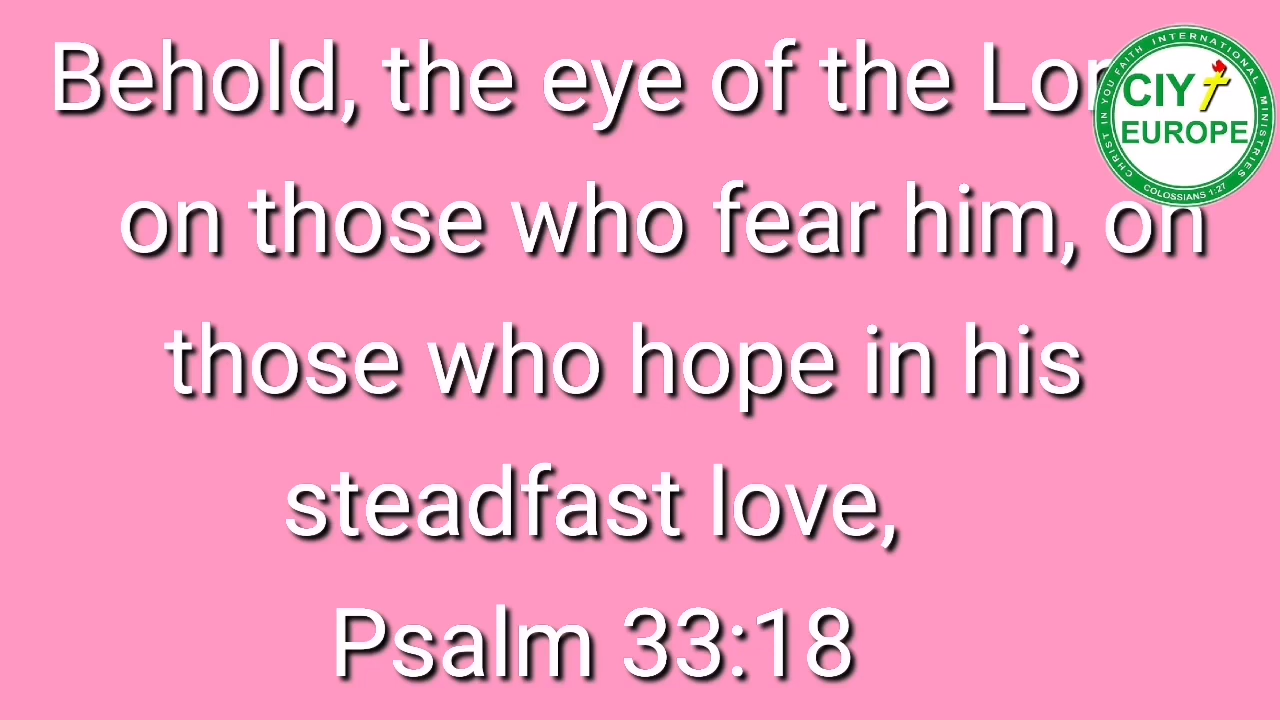 Behold, the eye of the Lor
on those who fear him, on
those who hope in his
steadfast love,
Psalm 33:18
CHRIST IN YOU FAITH INTERNATIONAL MINISTRIES
CIY
EUROPE
COLOSSIANS 1:27